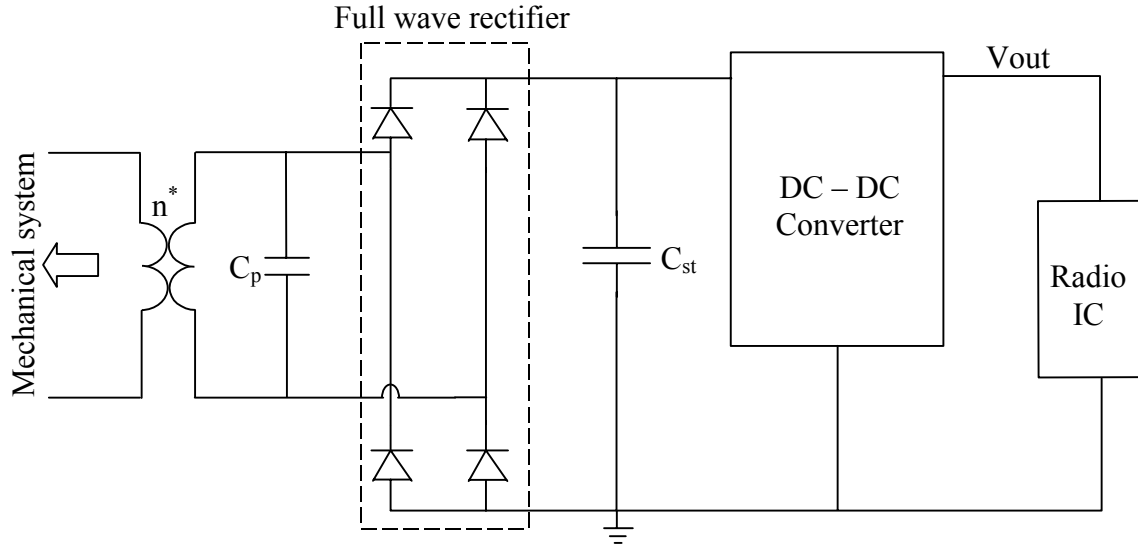 Full wave rectifier
Mechanical system
n*
Cp
Cst
DC – DC
Converter
Vout
Radio
IC